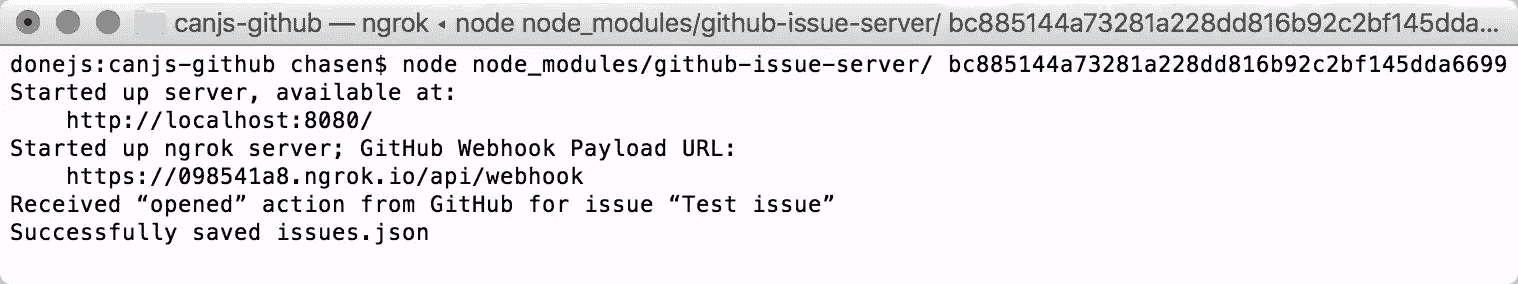 canjs-github — ngrok ◂ node node_modules/github-issue-server/ bc885144a73281a228dd816b92c2bf145dda...
donejs:canjs-github chasen$ node node_modules/github-issue-server/ bc885144a73281a228dd816b92c2bf145dda6699
Started up server, available at:
    http://localhost:8080/
Started up ngrok server; GitHub Webhook Payload URL:
    https://098541a8.ngrok.io/api/webhook
Received “opened” action from GitHub for issue “Test issue”
Successfully saved issues.json